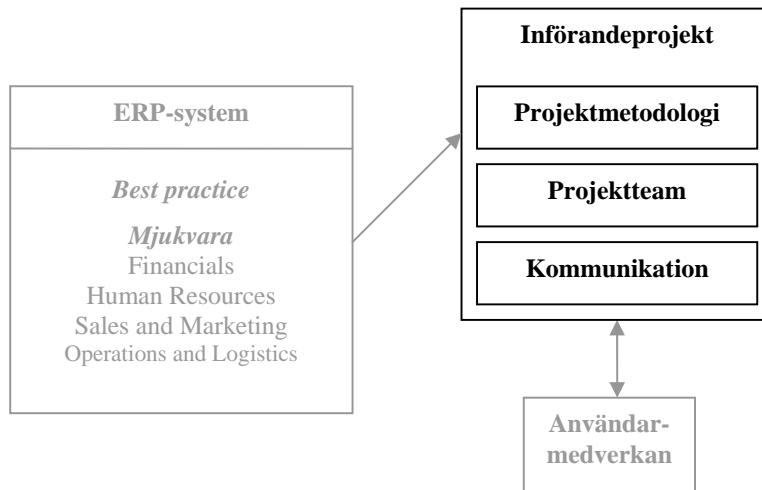 ERP-system
Best practice
Mjukvara
Financials
Human Resources
Sales and Marketing
Operations and Logistics
Införandeprojekt
Projektmetodologi
Projektteam
Kommunikation
Användar-
medverkan